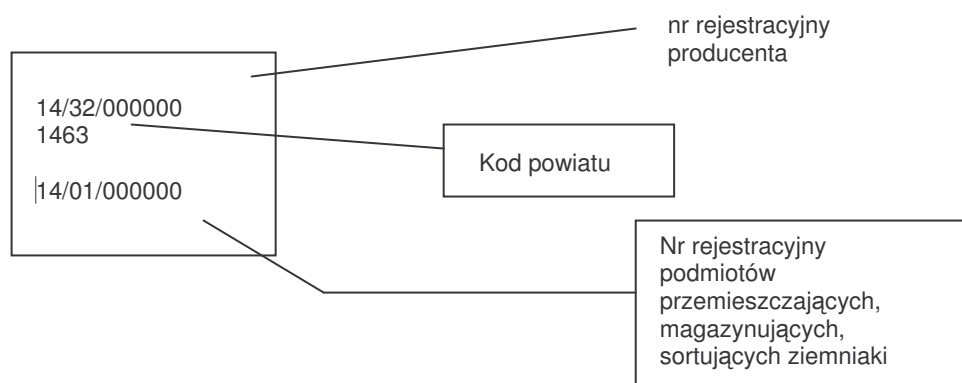 nr rejestracyjny
producenta
14/32/000000
1463
14/01/000000
Kod powiatu
Nr rejestracyjny
podmiotów
przemieszczających,
magazynujących,
sortujących ziemniaki